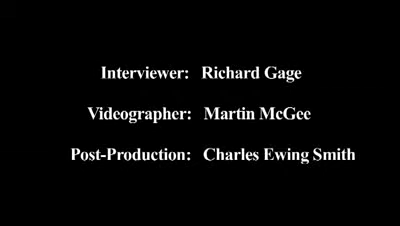 Interviewer: Richard Gage
Videographer: Martin McGee
Post-Production: Charles Ewing Smith